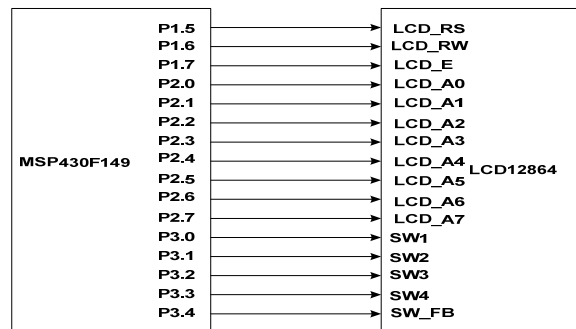 P1.5 LCD_RS
P1.6 LCD_RW
P1.7 LCD_E
P2.0 LCD_A0
P2.1 LCD_A1
P2.2 LCD_A2
P2.3 LCD_A3
MSP430F149 P2.4 LCD_A4 LCD12864
P2.5 LCD_A5
P2.6 LCD_A6
P2.7 LCD_A7
P3.0 SW1
P3.1 SW2
P3.2 SW3
P3.3 SW4
P3.4 SW_FB